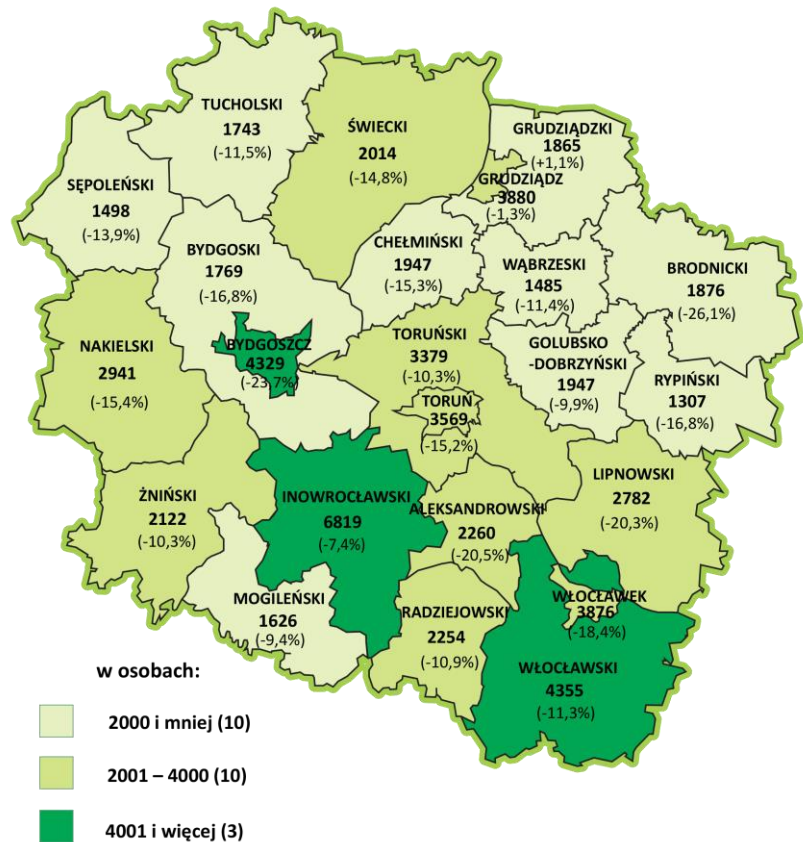 TUCHOLSKI
1743
(-11,5%)
ŚWIECKI
2014
(-14,8%)
GRUDZIĄDZKI
1865
(+1,1%)
GRUDZIĄDZ
3880
(-1,3%)
SĘPOLEŃSKI
1498
(-13,9%)
BYDGOSKI
1769
(-16,8%)
CHEŁMIŃSKI
1947
(-15,3%)
WĄBRZESKI
1485
(-11,4%)
BRODNICKI
1876
(-26,1%)
NAKIELSKI
2941
(-15,4%)
BYDGOSZCZ
4329
(-23,7%)
TORUŃSKI
3379
(-10,3%)
TORUŃ
3569
(-15,2%)
GOLUBSKO
-DOBRZYŃSKI
1947
(-9,9%)
RYPIŃSKI
1307
(-16,8%)
ŻNIŃSKI
2122
(-10,3%)
INOWROCŁAWSKI
6819
(-7,4%)
ALEKSANDROWSKI
2260
(-20,5%)
LIPNOWSKI
2782
(-20,3%)
MOGILEŃSKI
1626
(-9,4%)
RADZIEJOWSKI
2254
(-10,9%)
WŁOCŁAWEK
3876
(-18,4%)
WŁOCŁAWSKI
4355
(-11,3%)
w osobach:
2000 i mniej (10)
2001 – 4000 (10)
4001 i więcej (3)